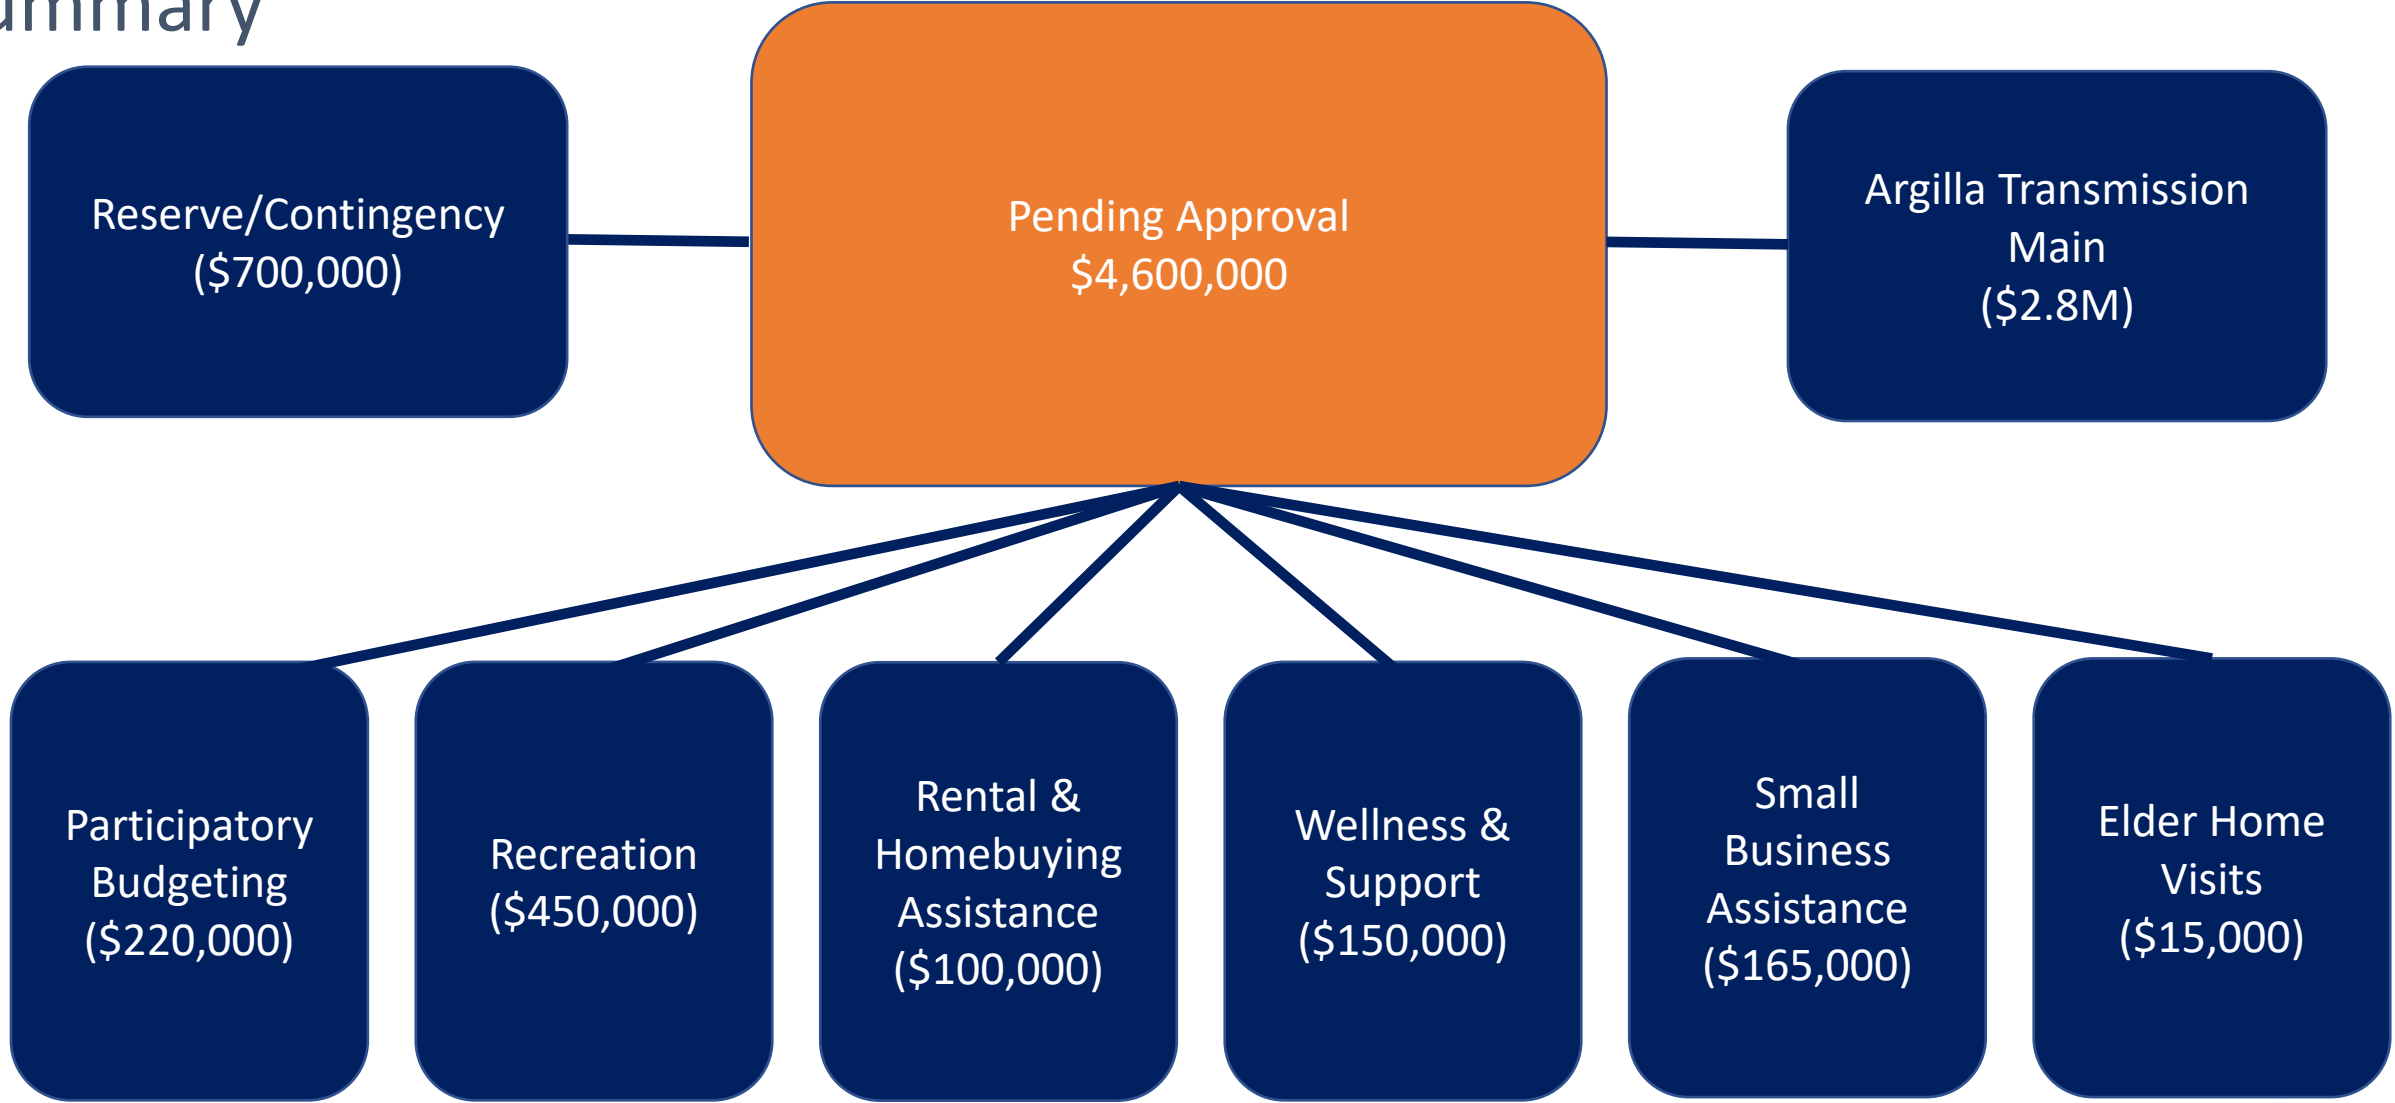 Reserve/Contingency
($700,000)
Pending Approval
$4,600,000
Argilla Transmission
Main
($2.8M)
Participatory
Budgeting
($220,000)
Recreation
($450,000)
Rental &
Homebuying
Assistance
($100,000)
Wellness &
Support
($150,000)
Small
Business
Assistance
($165,000)
Elder Home
Visits
($15,000)